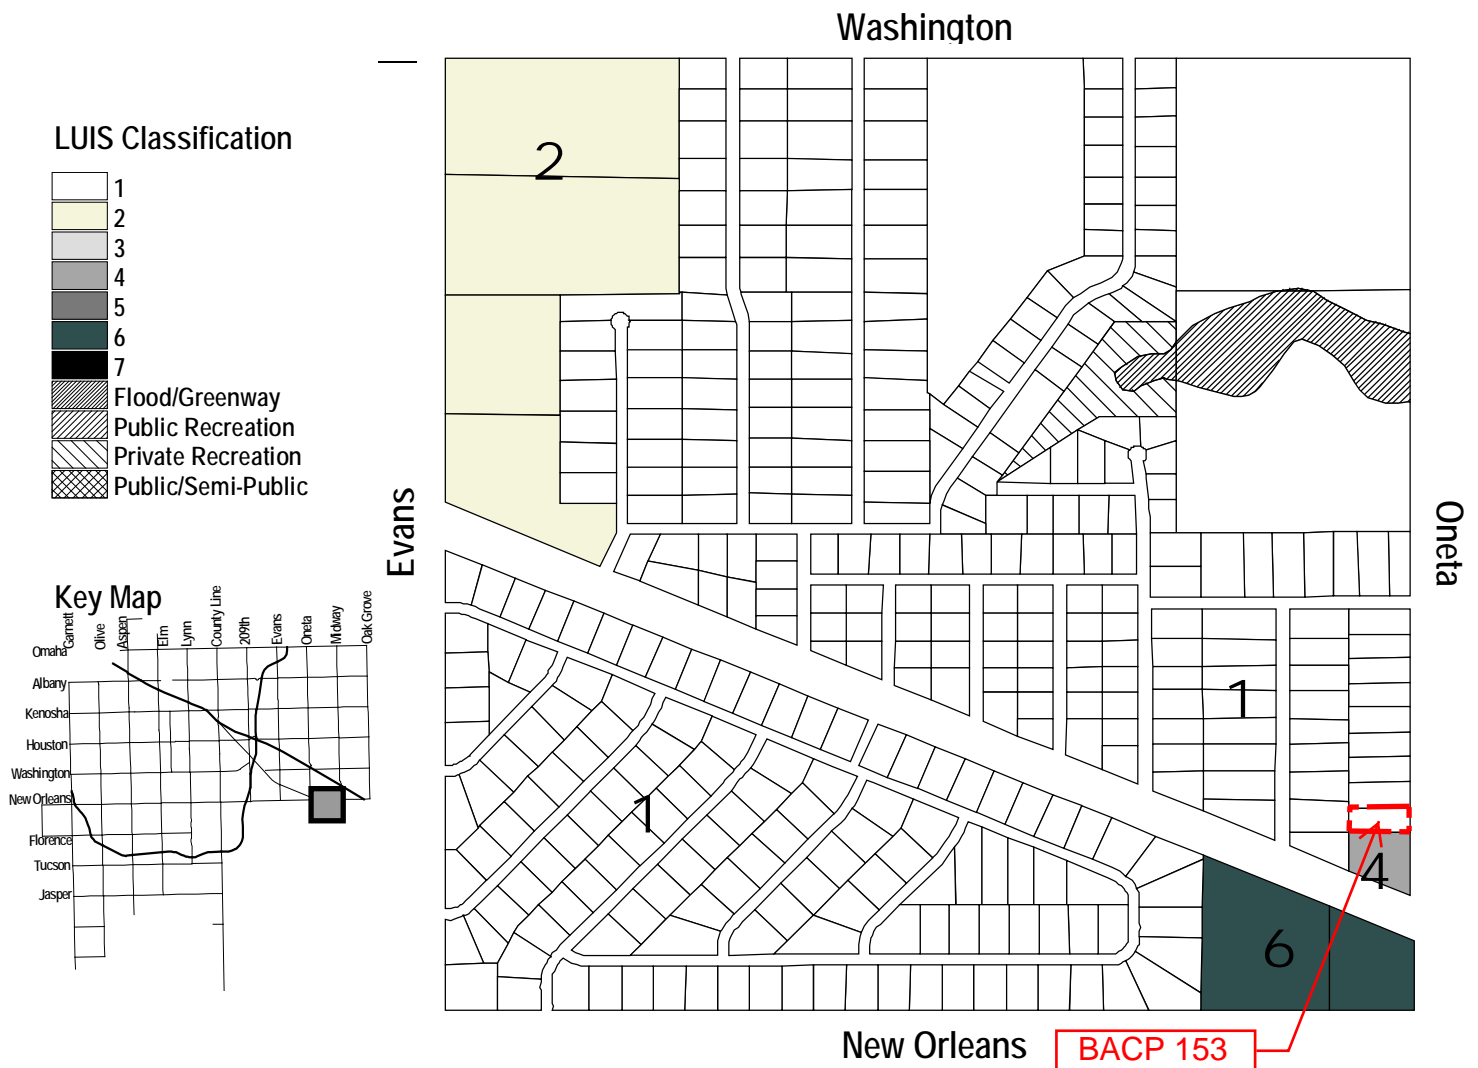 Washington
LUIS Classification
1
2
3
4
5
6
7
Flood/Greenway
Public Recreation
Private Recreation
Public/Semi-Public
2
Evans
Oneta
Key Map
Garnett
Olive
Aspen
Elm
Lynn
County Line
209th
Evans
Oneta
Midway
Oak Grove
Omaha
Albany
Kenosha
Houston
Washington
New Orleans
Florence
Tucson
Jasper
1
1
4
6
New Orleans
BACP 153